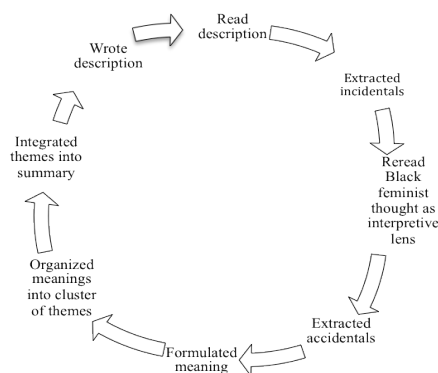 Read
description
Extracted
incidentals
Reread
Black
feminist
thought as
interpretive
lens
Extracted
accidentals
Formulated
meaning
Organized
meanings
into cluster
of themes
Integrated
themes into
summary
Wrote
description